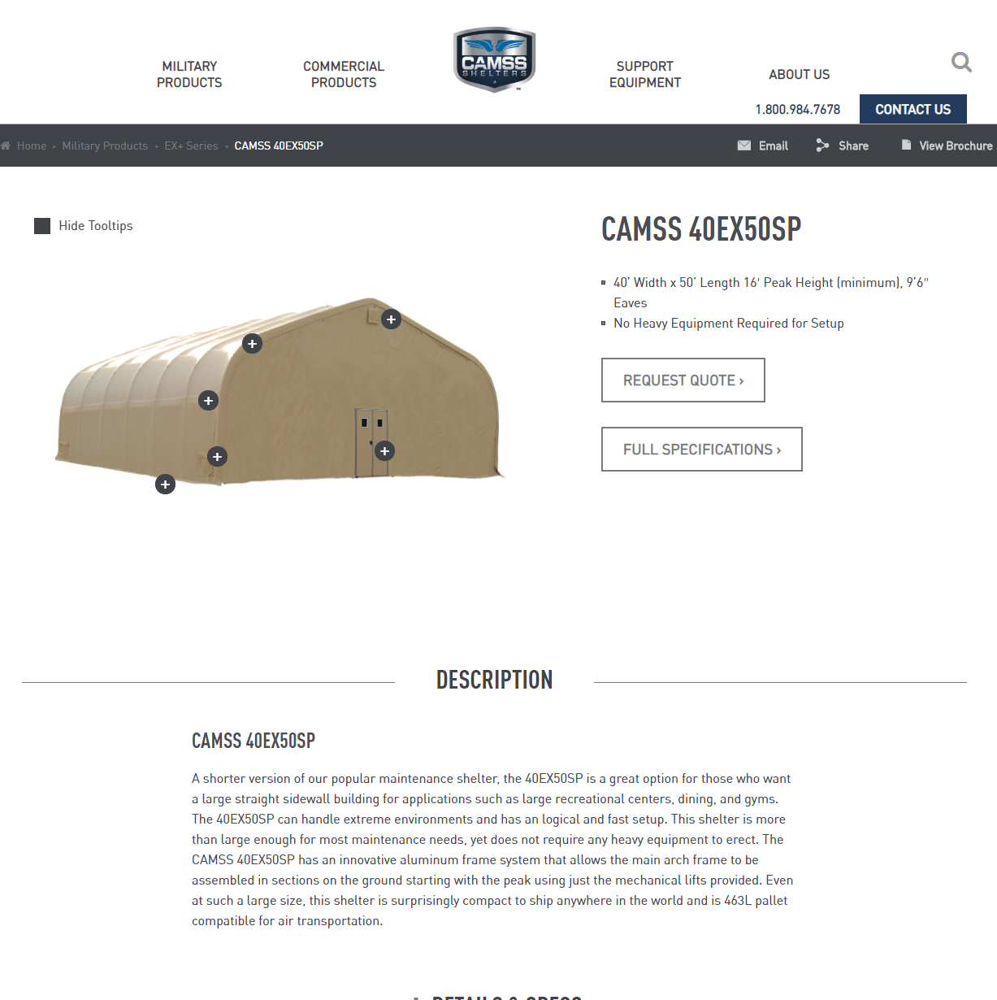 MILITARY
PRODUCTS
COMMERCIAL
PRODUCTS
CAMSS
SHELTERS
™
SUPPORT
EQUIPMENT
ABOUT US
1.800.984.7678
CONTACT US
Home
Military Products
EX+ Series
CAMSS 40EX50SP
Email
Share
View Brochure
Hide Tooltips
CAMSS 40EX50SP
40′ Width x 50′ Length 16′ Peak Height (minimum), 9’6″
Eaves
No Heavy Equipment Required for Setup
REQUEST QUOTE ›
FULL SPECIFICATIONS ›
DESCRIPTION
CAMSS 40EX50SP
A shorter version of our popular maintenance shelter, the 40EX50SP is a great option for those who want
a large straight sidewall building for applications such as large recreational centers, dining, and gyms.
The 40EX50SP can handle extreme environments and has an logical and fast setup. This shelter is more
than large enough for most maintenance needs, yet does not require any heavy equipment to erect. The
CAMSS 40EX50SP has an innovative aluminum frame system that allows the main arch frame to be
assembled in sections on the ground starting with the peak using just the mechanical lifts provided. Even
at such a large size, this shelter is surprisingly compact to ship anywhere in the world and is 463L pallet
compatible for air transportation.
DETAILS & SPECS